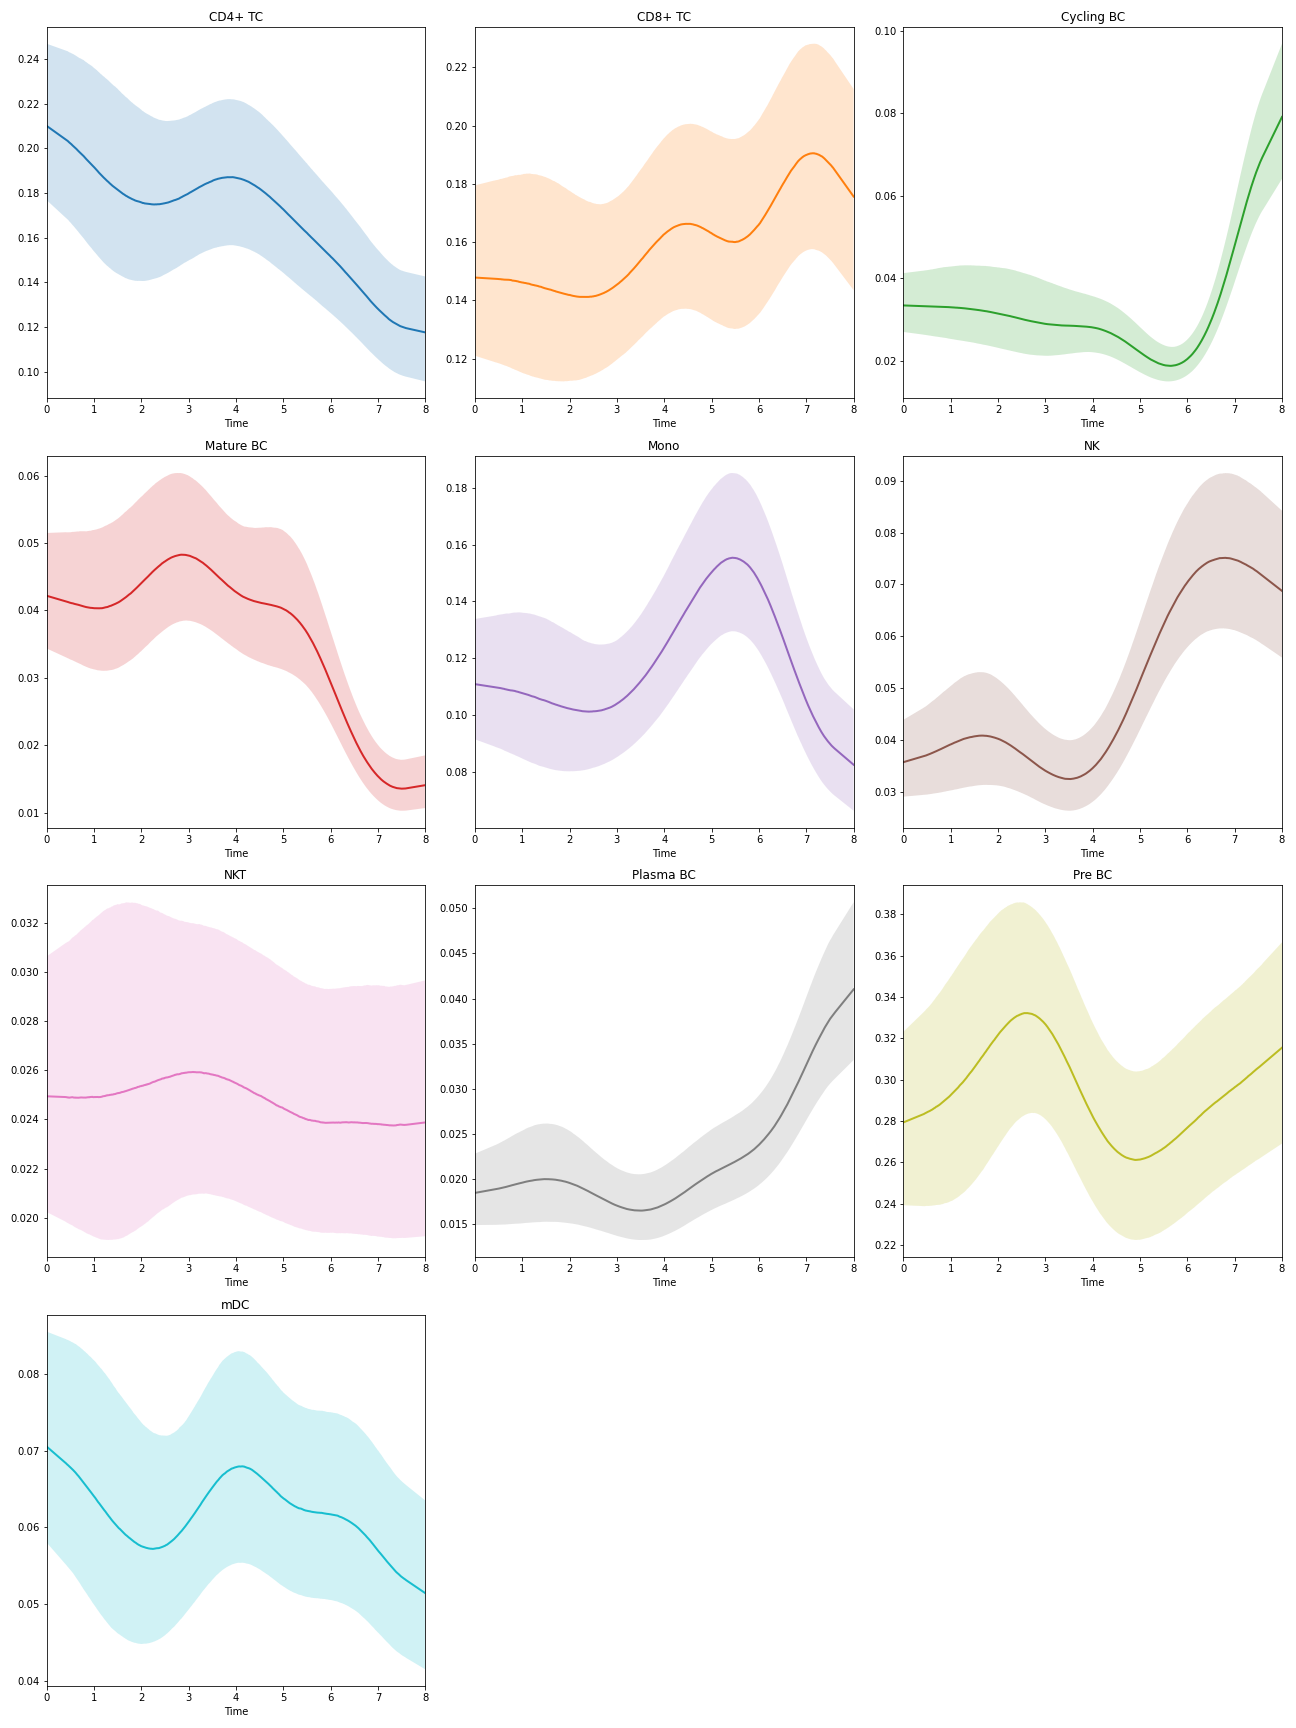 CD4+ TC
0.24
0.22
0.20
0.18
0.16
0.14
0.12
0.10
0 1 2 3 4 5 6 7 8
Time
CD8+ TC
0.22
0.20
0.18
0.16
0.14
0.12
0 1 2 3 4 5 6 7 8
Time
Cycling BC
0.10
0.08
0.06
0.04
0.02
0 1 2 3 4 5 6 7 8
Time
Mature BC
0.06
0.05
0.04
0.03
0.02
0.01
0 1 2 3 4 5 6 7 8
Time
Mono
0.18
0.16
0.14
0.12
0.10
0.08
0 1 2 3 4 5 6 7 8
Time
NK
0.09
0.08
0.07
0.06
0.05
0.04
0.03
0 1 2 3 4 5 6 7 8
Time
NKT
0.032
0.030
0.028
0.026
0.024
0.022
0.020
0 1 2 3 4 5 6 7 8
Time
Plasma BC
0.050
0.045
0.040
0.035
0.030
0.025
0.020
0.015
0 1 2 3 4 5 6 7 8
Time
Pre BC
0.38
0.36
0.34
0.32
0.30
0.28
0.26
0.24
0.22
0 1 2 3 4 5 6 7 8
Time
mDC
0.08
0.07
0.06
0.05
0.04
0 1 2 3 4 5 6 7 8
Time